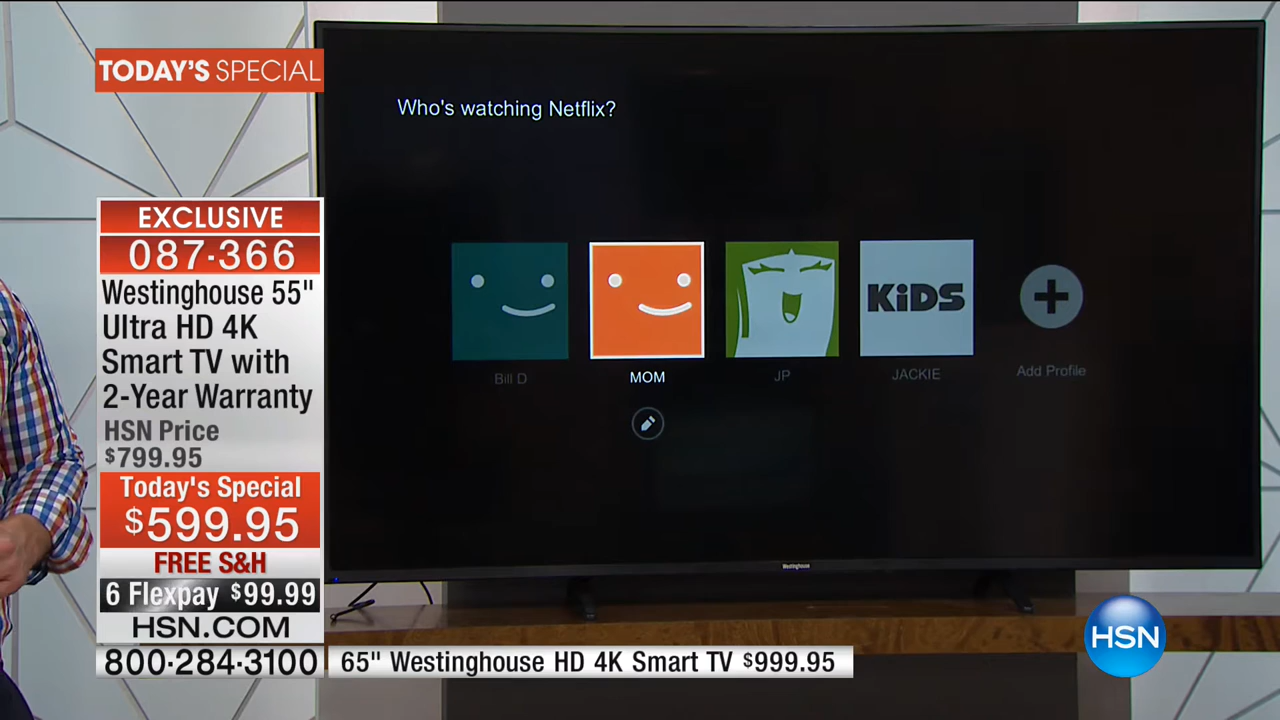 TODAY'S SPECIAL
Who's watching Netflix?
KiDS
Bill D
MOM
JP
JACKIE
Add Profile
Westinghouse
EXCLUSIVE
087·366
Westinghouse 55"
Ultra HD 4K
Smart TV with
2-Year Warranty
HSN Price
$799.95
Today's Special
$599.95
FREE S&H
6 Flexpay $99.99
HSN.COM
800·284·3100
65" Westinghouse HD 4K Smart TV $999.95
HSN